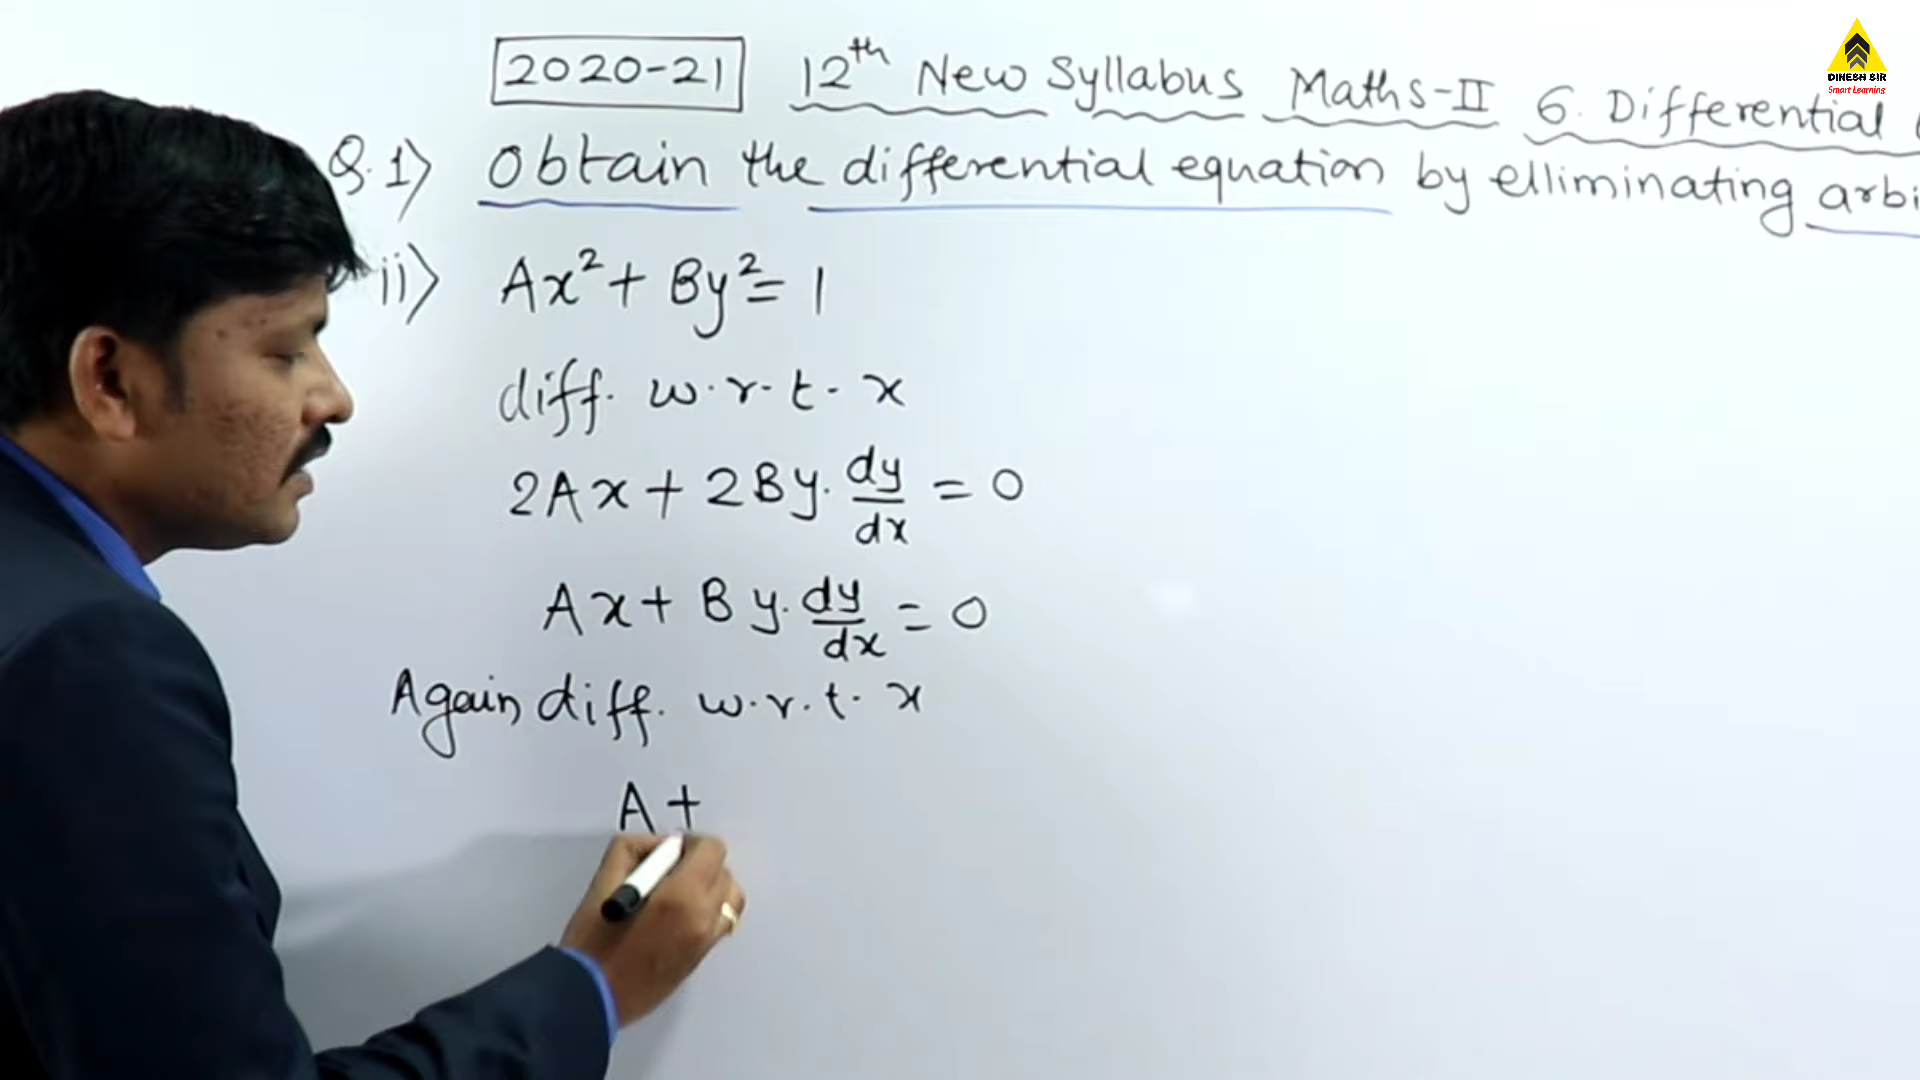 2020-21 12th New Syllabus Maths-II 6. Differential
Q.1) Obtain the differential equation by elliminating arbi
ii) Ax² + By² = 1
diff. w.r.t. x
2Ax + 2By. dy/dx = 0
Ax + By. dy/dx = 0
Again diff. w.r.t. x
A +
DINESH SIR
Smart Learning